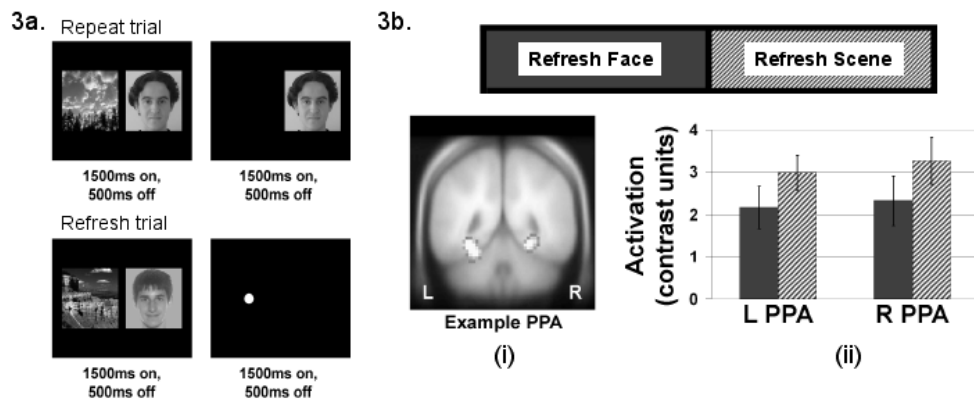 3a.
Repeat trial
1500ms on,
500ms off
1500ms on,
500ms off
Refresh trial
1500ms on,
500ms off
1500ms on,
500ms off
3b.
Refresh Face
Refresh Scene
L
R
Example PPA
(i)
Activation
(contrast units)
4
3
2
1
0
L PPA
R PPA
(ii)